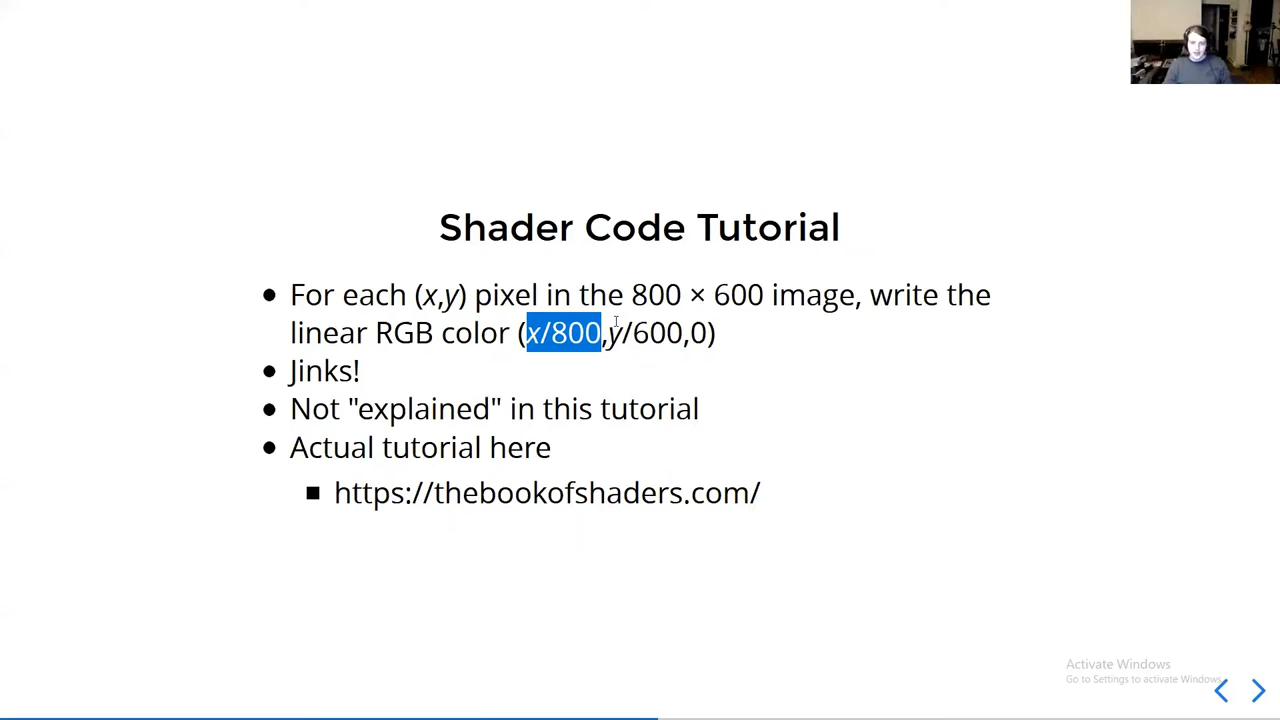 Shader Code Tutorial
For each (x,y) pixel in the 800 × 600 image, write the
linear RGB color (x/800,y/600,0)
Jinks!
Not "explained" in this tutorial
Actual tutorial here
https://thebookofshaders.com/
Activate Windows
Go to Settings to activate Windows.